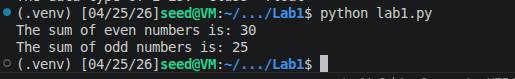 (.venv) [04/25/26]seed@VM:~/.../Lab1$ python lab1.py
The sum of even numbers is: 30
The sum of odd numbers is: 25
(.venv) [04/25/26]seed@VM:~/.../Lab1$